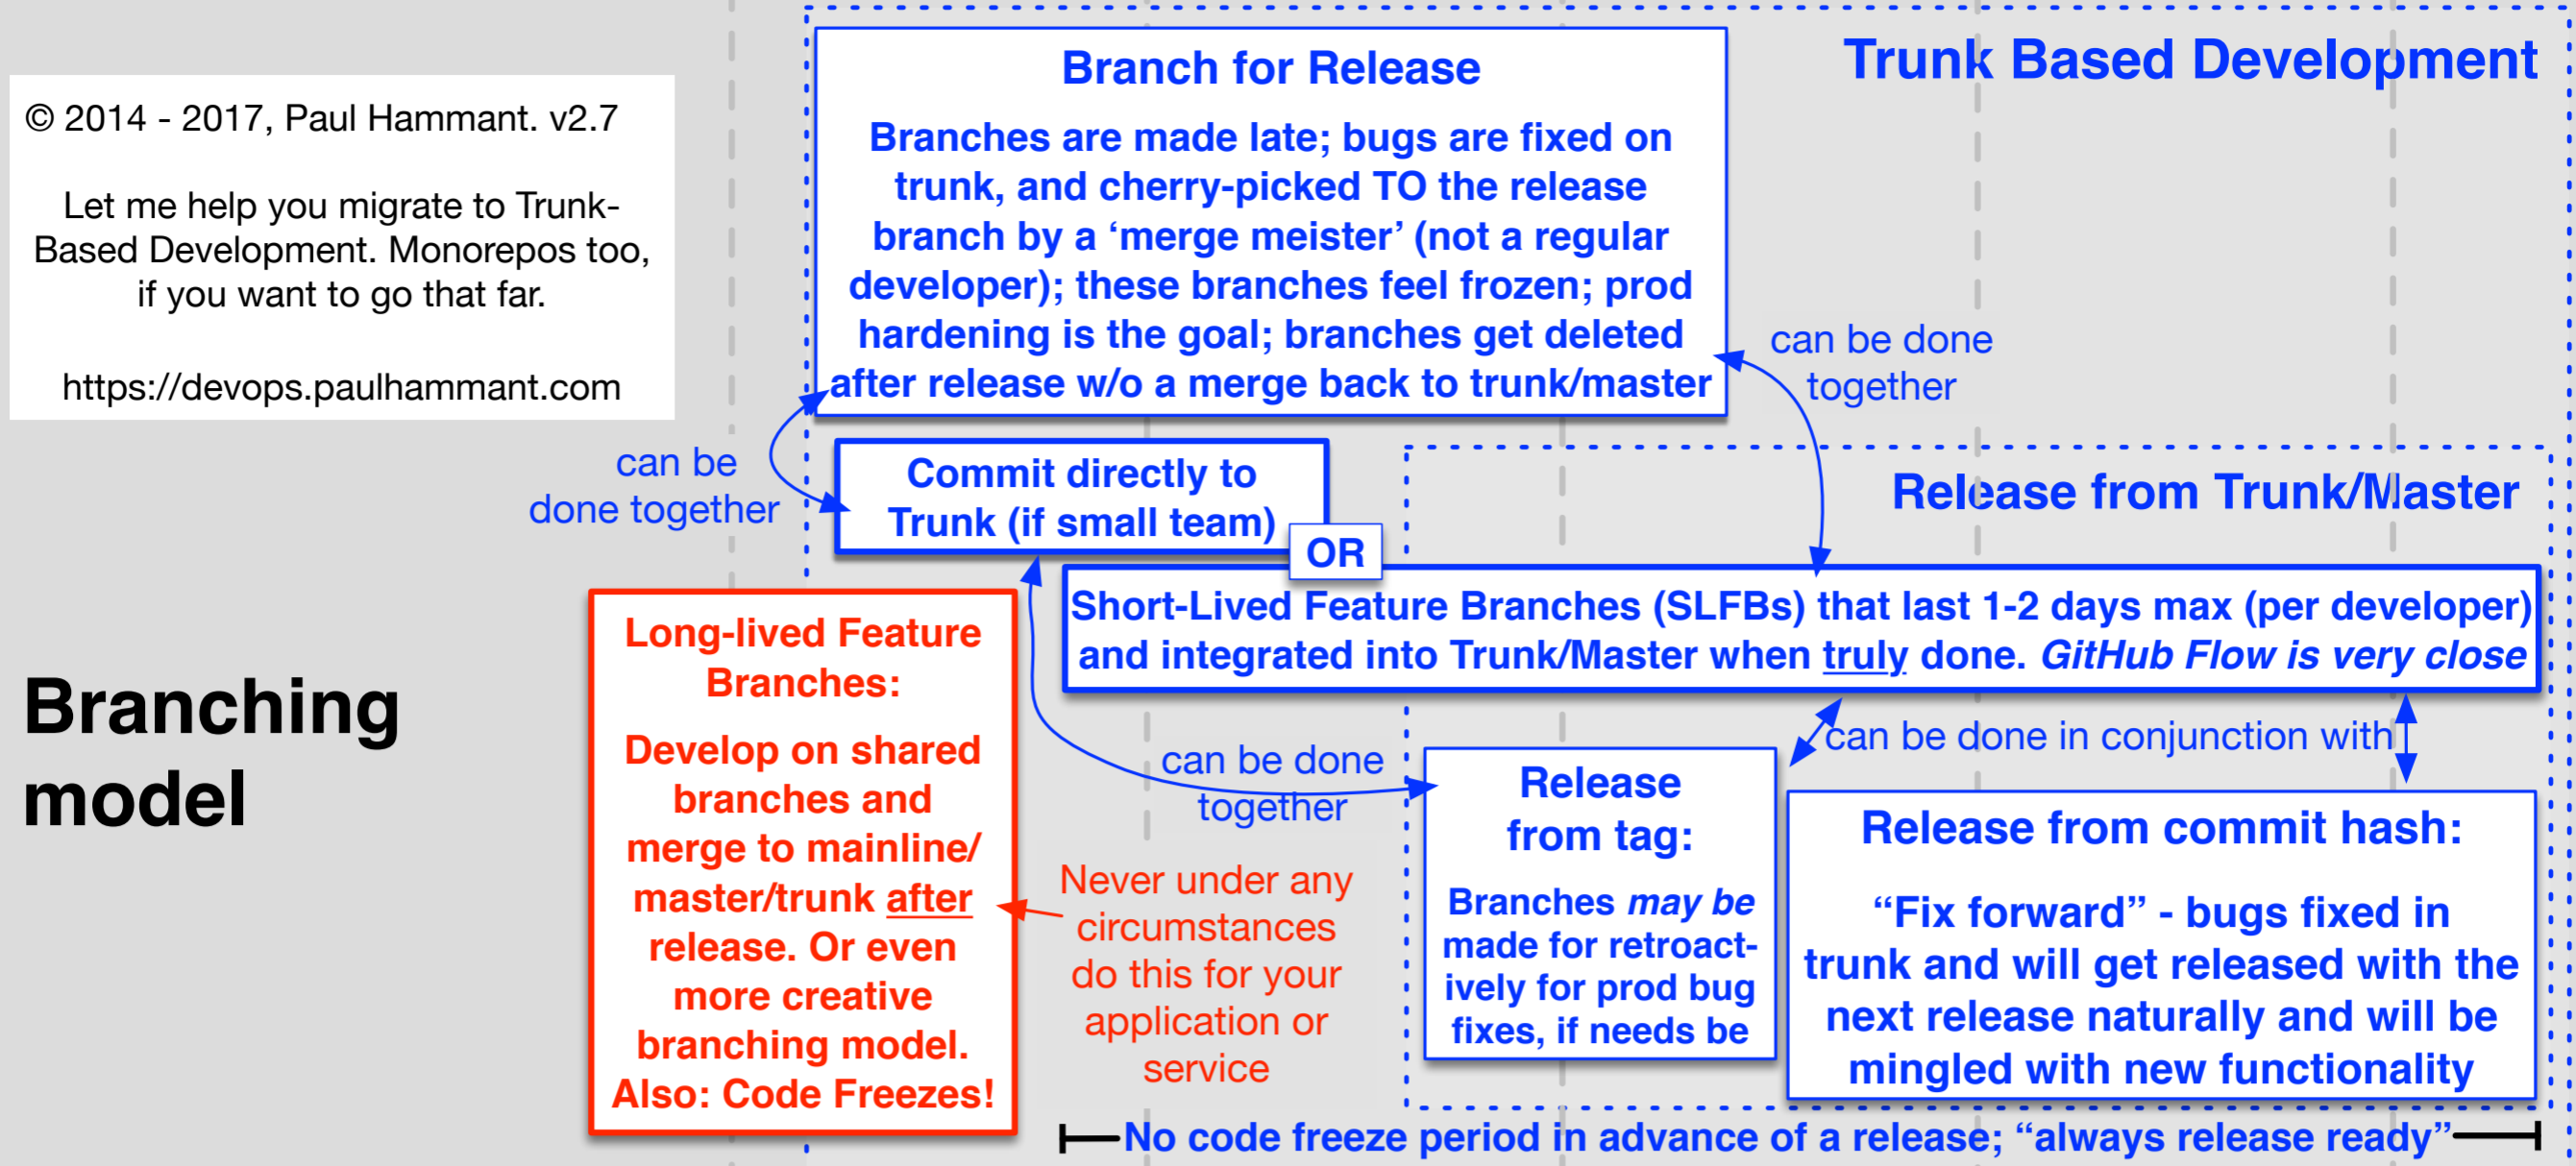 © 2014 - 2017, Paul Hammant. v2.7
Let me help you migrate to Trunk-
Based Development. Monorepos too,
if you want to go that far.
https://devops.paulhammant.com
Branching
model
Trunk Based Development
Branch for Release
Branches are made late; bugs are fixed on
trunk, and cherry-picked TO the release
branch by a ‘merge meister’ (not a regular
developer); these branches feel frozen; prod
hardening is the goal; branches get deleted
after release w/o a merge back to trunk/master
can be done
together
can be
done together
Commit directly to
Trunk (if small team)
OR
Release from Trunk/Master
Short-Lived Feature Branches (SLFBs) that last 1-2 days max (per developer)
and integrated into Trunk/Master when truly done. GitHub Flow is very close
Long-lived Feature
Branches:
Develop on shared
branches and
merge to mainline/
master/trunk after
release. Or even
more creative
branching model.
Also: Code Freezes!
can be done
together
Never under any
circumstances
do this for your
application or
service
can be done in conjunction with
Release
from tag:
Branches may be
made for retroact-
ively for prod bug
fixes, if needs be
Release from commit hash:
“Fix forward” - bugs fixed in
trunk and will get released with the
next release naturally and will be
mingled with new functionality
No code freeze period in advance of a release; “always release ready”